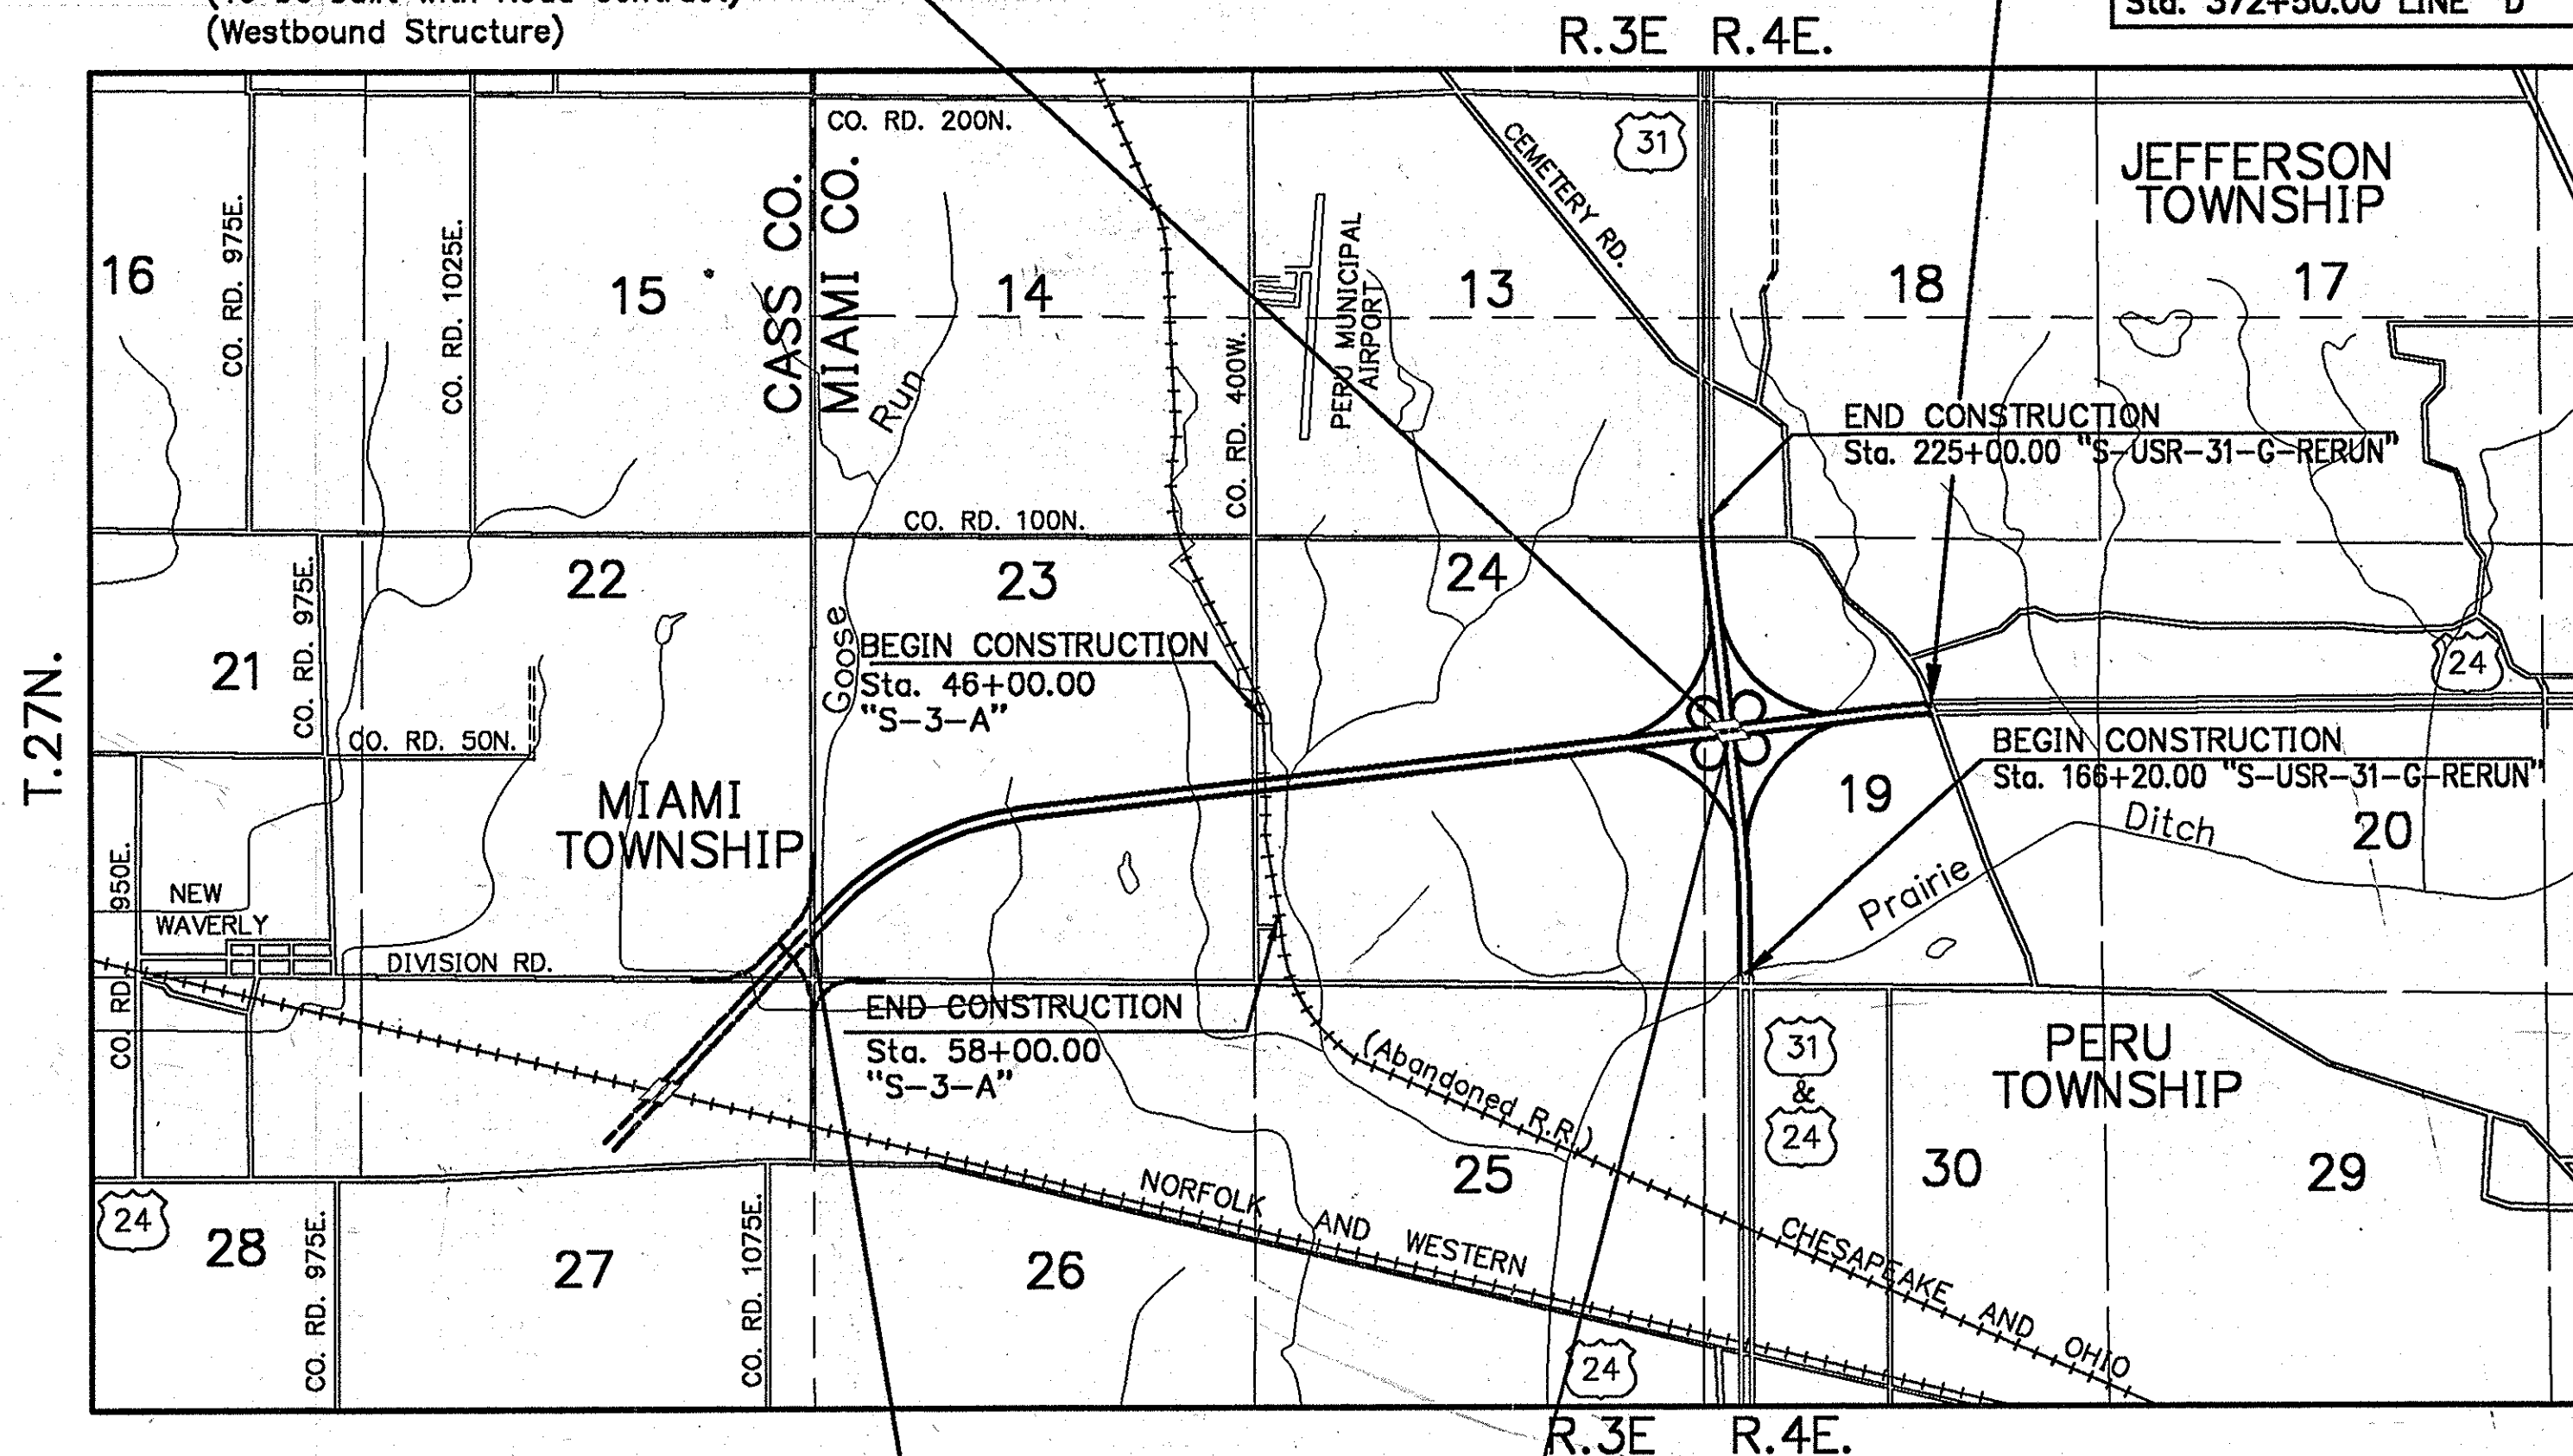 (To be built with Road Contract)
(Westbound Structure)
Sta. 372+50.00 LINE "D"
R.3E R.4E.
CO. RD. 200N.
31
CEMETERY RD.
JEFFERSON
TOWNSHIP
CASS CO.
MIAMI CO.
CO. RD. 975E.
CO. RD. 1025E.
16
15
14
13
18
17
PERU MUNICIPAL
AIRPORT
CO. RD. 400W.
Goose Run
END CONSTRUCTION
Sta. 225+00.00 "S-USR-31-G-RERUN"
CO. RD. 100N.
22
23
24
21
CO. RD. 975E.
BEGIN CONSTRUCTION
Sta. 46+00.00
"S-3-A"
24
T.27N.
CO. RD. 50N.
BEGIN CONSTRUCTION
Sta. 166+20.00 "S-USR-31-G-RERUN"
MIAMI
TOWNSHIP
19
20
Prairie Ditch
CO. RD. 950E.
NEW
WAVERLY
DIVISION RD.
END CONSTRUCTION
Sta. 58+00.00
"S-3-A"
(Abandoned R.R.)
31
&
24
PERU
TOWNSHIP
25
30
29
24
28
CO. RD. 975E.
27
CO. RD. 1075E.
26
NORFOLK AND WESTERN
CHESAPEAKE AND OHIO
24
R.3E R.4E.